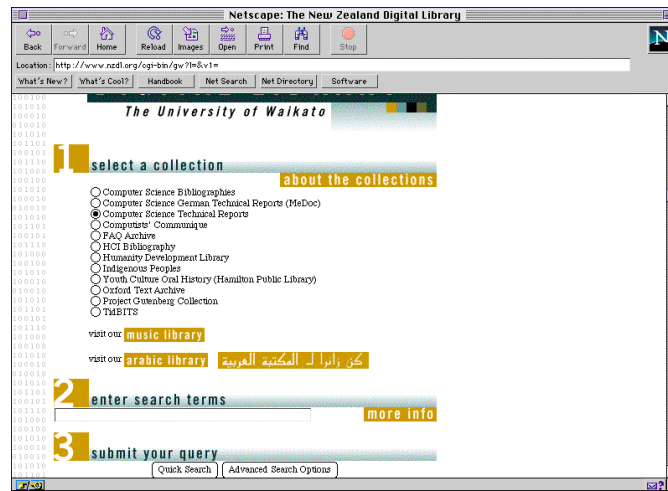 Netscape: The New Zealand Digital Library
Back Forward Home Reload Images Open Print Find Stop
N
Location: http://www.nzdl.org/cgi-bin/gw?l=&v1=
What's New? What's Cool? Handbook Net Search Net Directory Software
The University of Waikato
1 select a collection
about the collections
Computer Science Bibliographies
Computer Science German Technical Reports (MeDoc)
Computer Science Technical Reports
Computists' Communique
FAQ Archive
HCI Bibliography
Humanity Development Library
Indigenous Peoples
Youth Culture Oral History (Hamilton Public Library)
Oxford Text Archive
Project Gutenberg Collection
TidBITS
visit our music library
visit our arabic library كن زائرا لـ المكتبة العربية
2 enter search terms
more info
3 submit your query
Quick Search Advanced Search Options